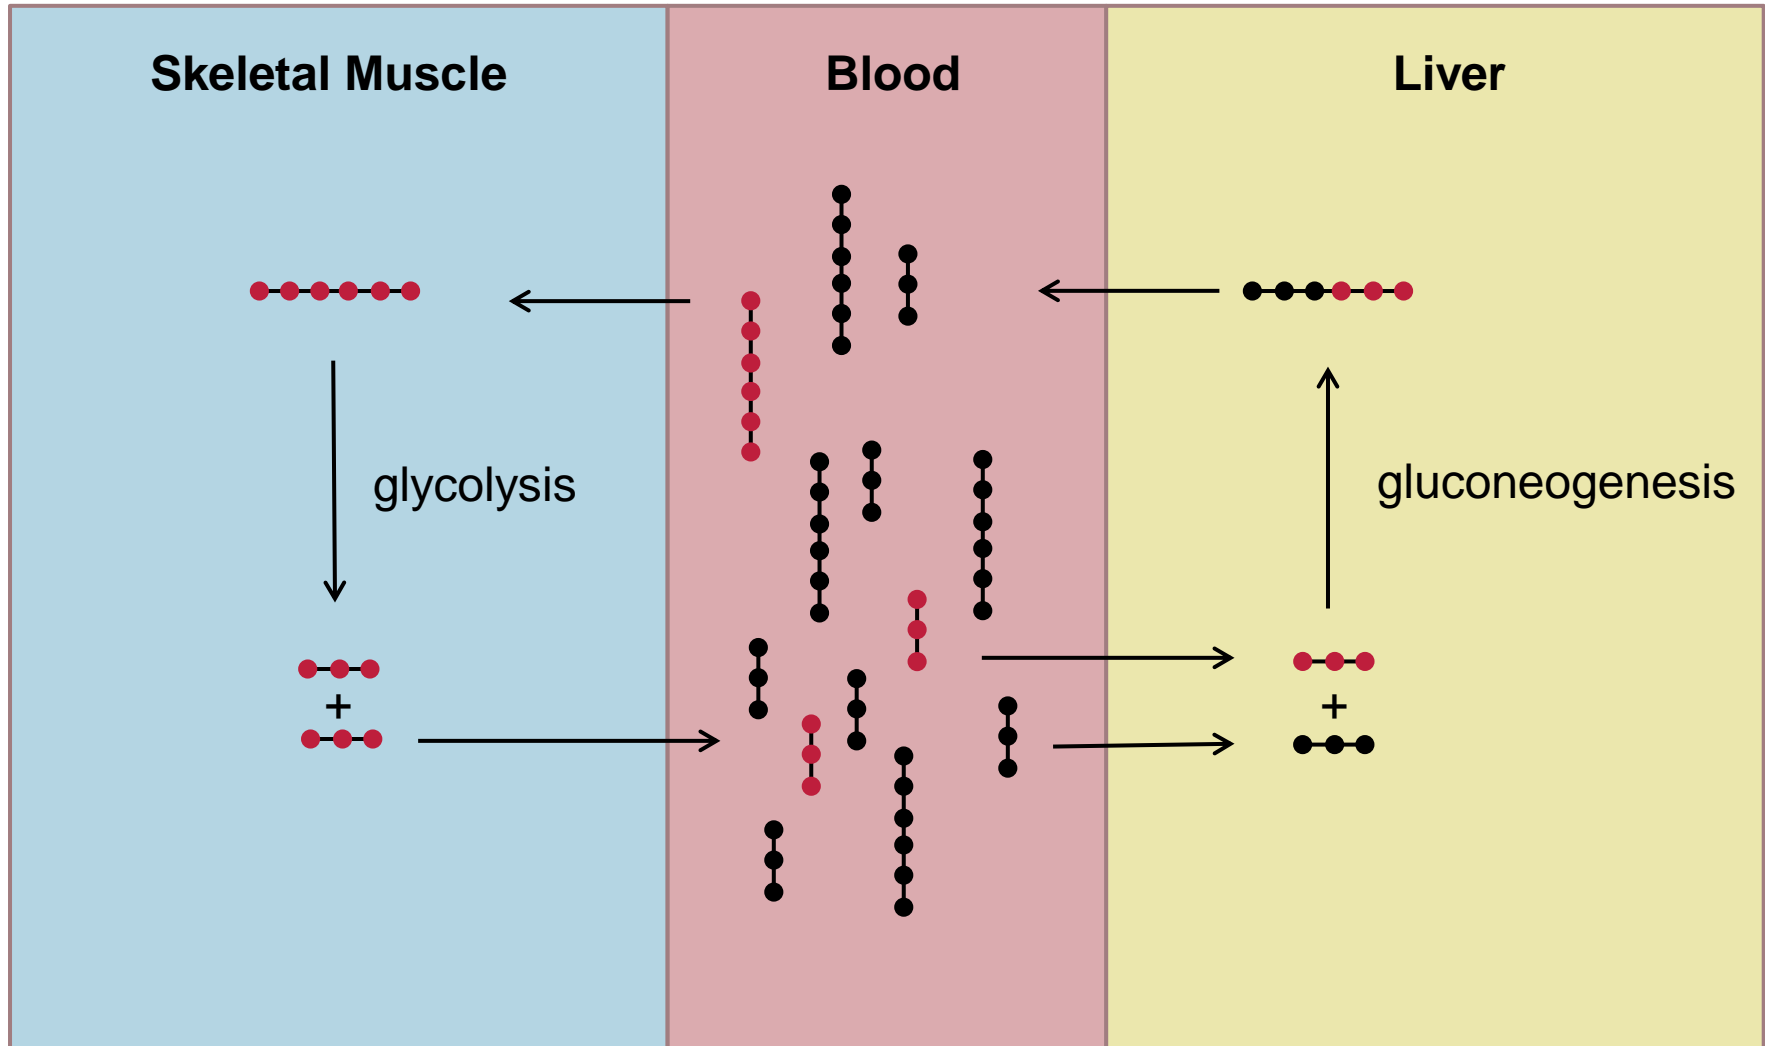 Skeletal Muscle
Blood
Liver
glycolysis
gluconeogenesis
+
+